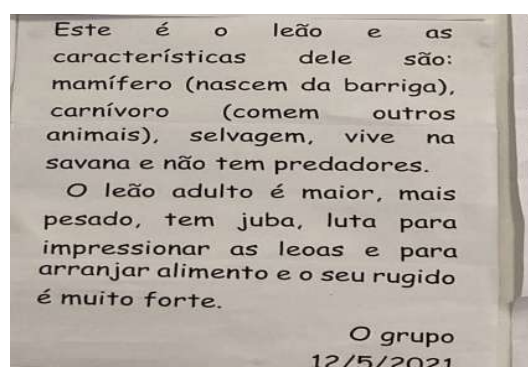 Este é o leão e as
características dele são:
mamífero (nascem da barriga),
carnívoro (comem outros
animais), selvagem, vive na
savana e não tem predadores.
O leão adulto é maior, mais
pesado, tem juba, luta para
impressionar as leoas e para
arranjar alimento e o seu rugido
é muito forte.
O grupo
12/5/2021